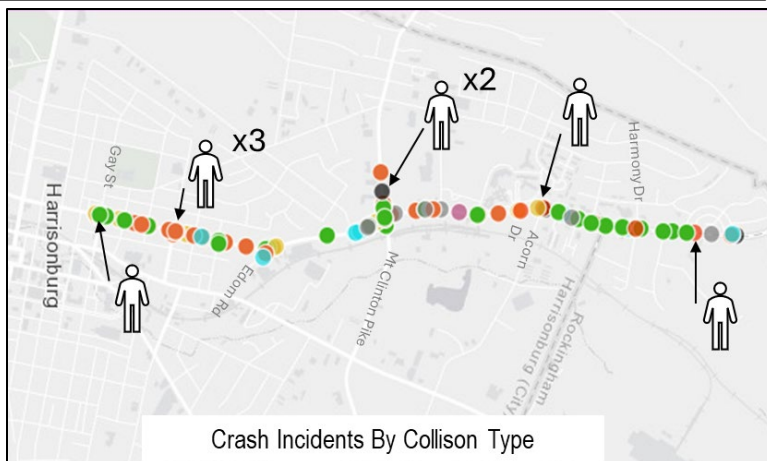 x2
x3
Gay St
Harmony Dr
Harrisonburg
Acorn
Dr
Edom Rd
Mt Clinton Pike
Harrisonburg (City)
Rockingham
Crash Incidents By Collison Type